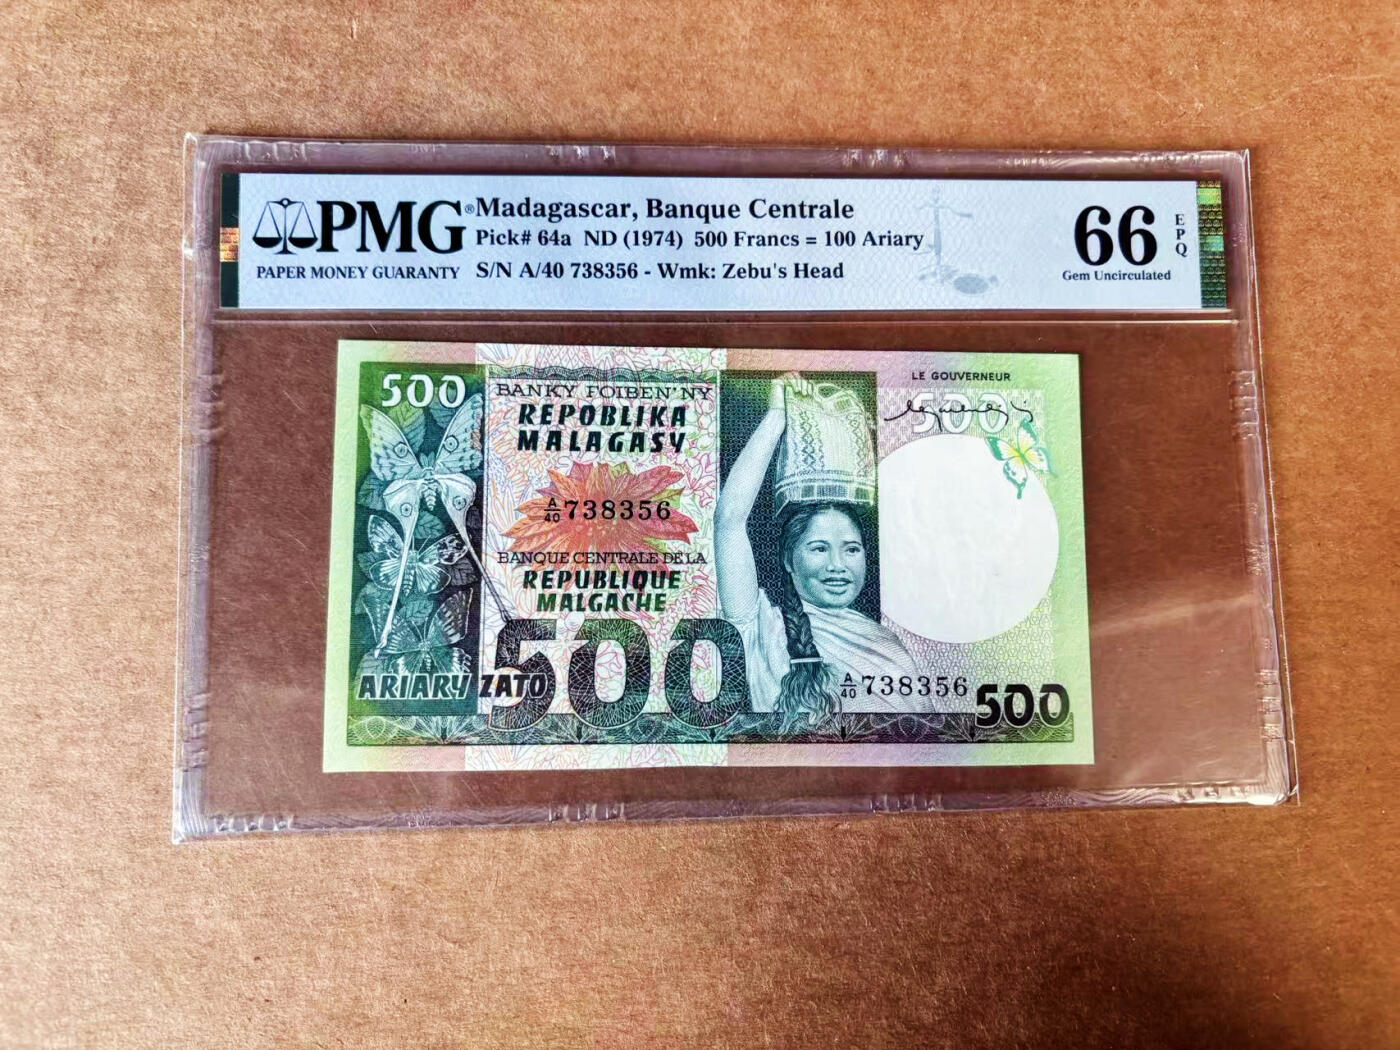 PMG®
PAPER MONEY GUARANTY
Madagascar, Banque Centrale
Pick# 64a ND (1974) 500 Francs = 100 Ariary
S/N A/40 738356 - Wmk: Zebu's Head
66
EPQ
Gem Uncirculated
500
BANKY FOIBEN'NY
REPOBLIKA
MALAGASY
A/40 738356
BANQUE CENTRALE DE LA
REPUBLIQUE
MALGACHE
500
ARIARY ZATO
LE GOUVERNEUR
500
A/40 738356
500